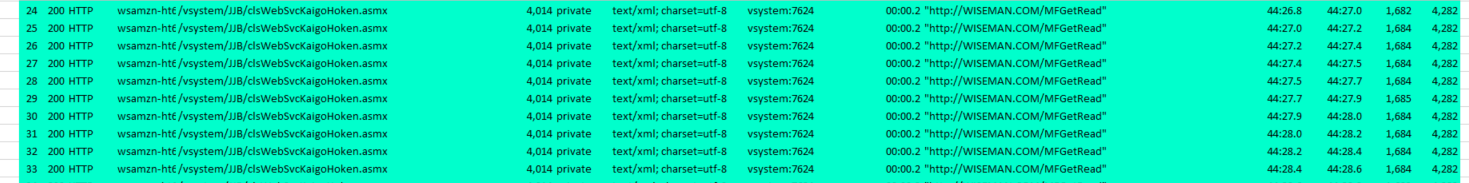 24 200 HTTP wsamzn-htt /vsystem/JJB/clsWebSvcKaigoHoken.asmx 4,014 private text/xml; charset=utf-8 vsystem:7624 00:00.2 "http://WISEMAN.COM/MFGetRead" 44:26.8 44:27.0 1,682 4,282
25 200 HTTP wsamzn-htt /vsystem/JJB/clsWebSvcKaigoHoken.asmx 4,014 private text/xml; charset=utf-8 vsystem:7624 00:00.2 "http://WISEMAN.COM/MFGetRead" 44:27.0 44:27.2 1,684 4,282
26 200 HTTP wsamzn-htt /vsystem/JJB/clsWebSvcKaigoHoken.asmx 4,014 private text/xml; charset=utf-8 vsystem:7624 00:00.2 "http://WISEMAN.COM/MFGetRead" 44:27.2 44:27.4 1,684 4,282
27 200 HTTP wsamzn-htt /vsystem/JJB/clsWebSvcKaigoHoken.asmx 4,014 private text/xml; charset=utf-8 vsystem:7624 00:00.2 "http://WISEMAN.COM/MFGetRead" 44:27.4 44:27.5 1,684 4,282
28 200 HTTP wsamzn-htt /vsystem/JJB/clsWebSvcKaigoHoken.asmx 4,014 private text/xml; charset=utf-8 vsystem:7624 00:00.2 "http://WISEMAN.COM/MFGetRead" 44:27.5 44:27.7 1,684 4,282
29 200 HTTP wsamzn-htt /vsystem/JJB/clsWebSvcKaigoHoken.asmx 4,014 private text/xml; charset=utf-8 vsystem:7624 00:00.2 "http://WISEMAN.COM/MFGetRead" 44:27.7 44:27.9 1,685 4,282
30 200 HTTP wsamzn-htt /vsystem/JJB/clsWebSvcKaigoHoken.asmx 4,014 private text/xml; charset=utf-8 vsystem:7624 00:00.2 "http://WISEMAN.COM/MFGetRead" 44:27.9 44:28.0 1,684 4,282
31 200 HTTP wsamzn-htt /vsystem/JJB/clsWebSvcKaigoHoken.asmx 4,014 private text/xml; charset=utf-8 vsystem:7624 00:00.2 "http://WISEMAN.COM/MFGetRead" 44:28.0 44:28.2 1,684 4,282
32 200 HTTP wsamzn-htt /vsystem/JJB/clsWebSvcKaigoHoken.asmx 4,014 private text/xml; charset=utf-8 vsystem:7624 00:00.2 "http://WISEMAN.COM/MFGetRead" 44:28.2 44:28.4 1,684 4,282
33 200 HTTP wsamzn-htt /vsystem/JJB/clsWebSvcKaigoHoken.asmx 4,014 private text/xml; charset=utf-8 vsystem:7624 00:00.2 "http://WISEMAN.COM/MFGetRead" 44:28.4 44:28.6 1,684 4,282